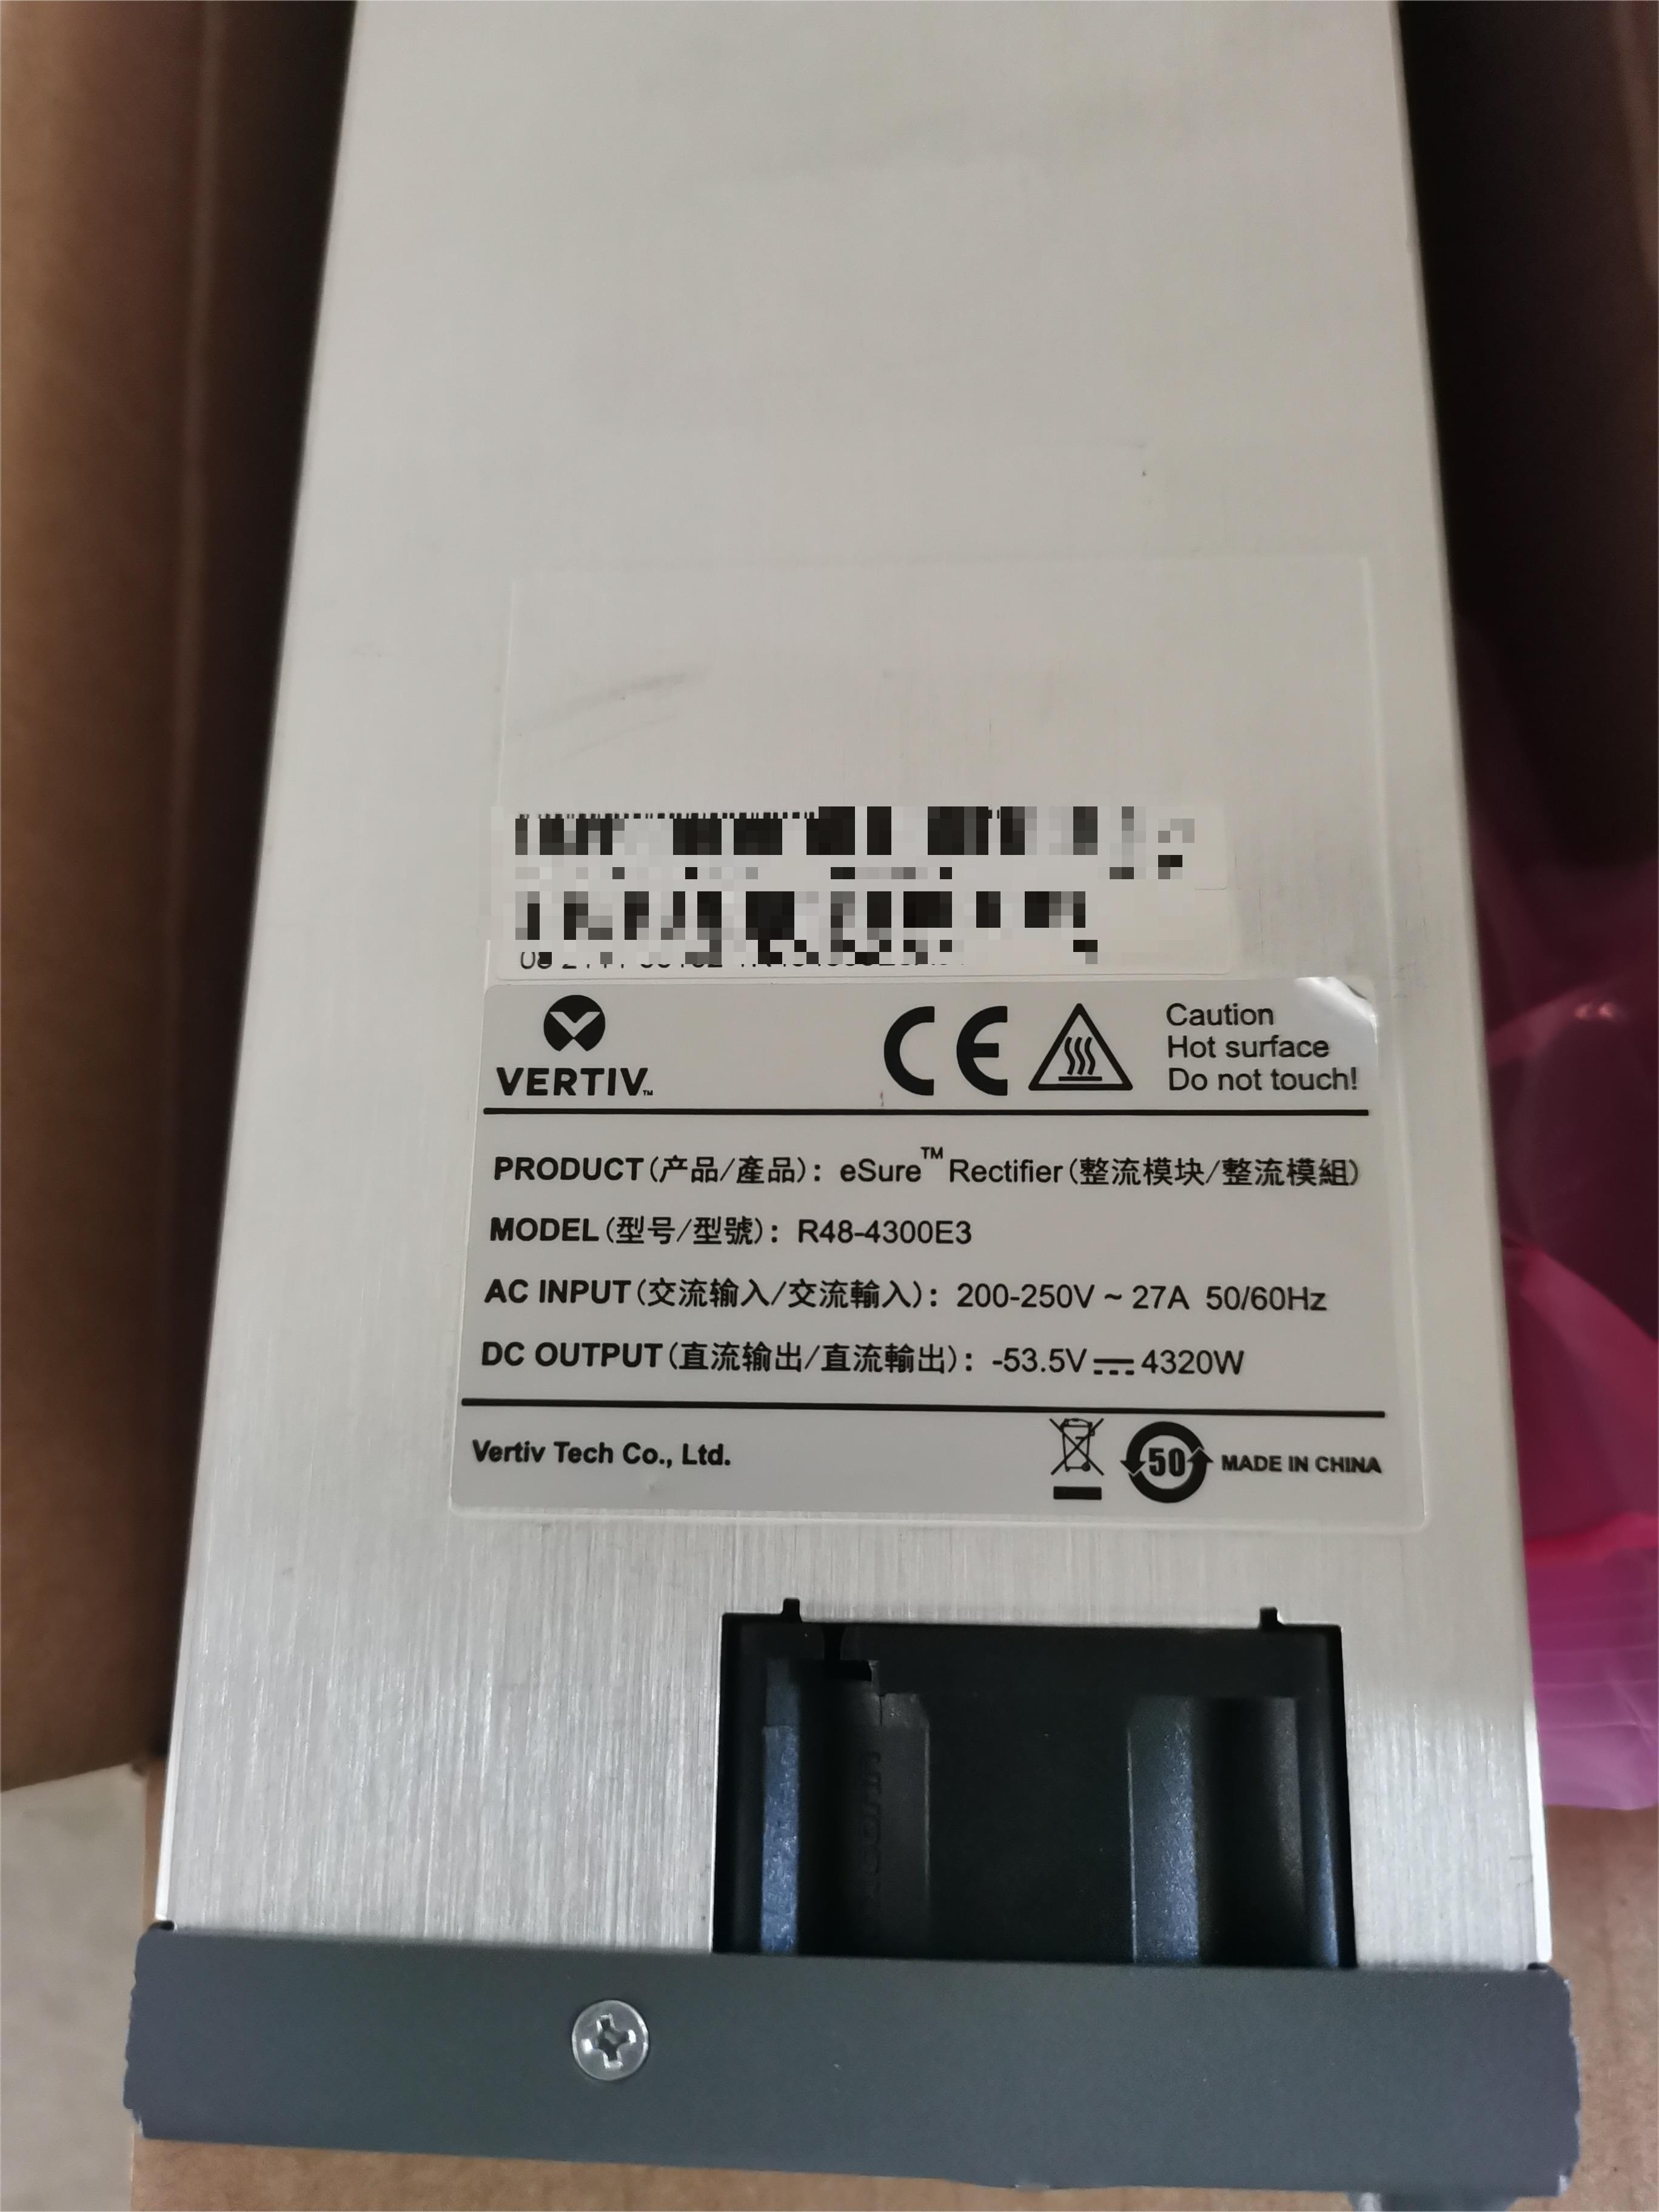 VERTIV™
CE
Caution
Hot surface
Do not touch!
PRODUCT(产品/產品): eSure™ Rectifier(整流模块/整流模組)
MODEL(型号/型號): R48-4300E3
AC INPUT(交流输入/交流輸入): 200-250V ~ 27A 50/60Hz
DC OUTPUT(直流输出/直流輸出): -53.5V⎓4320W
Vertiv Tech Co., Ltd.
50
MADE IN CHINA